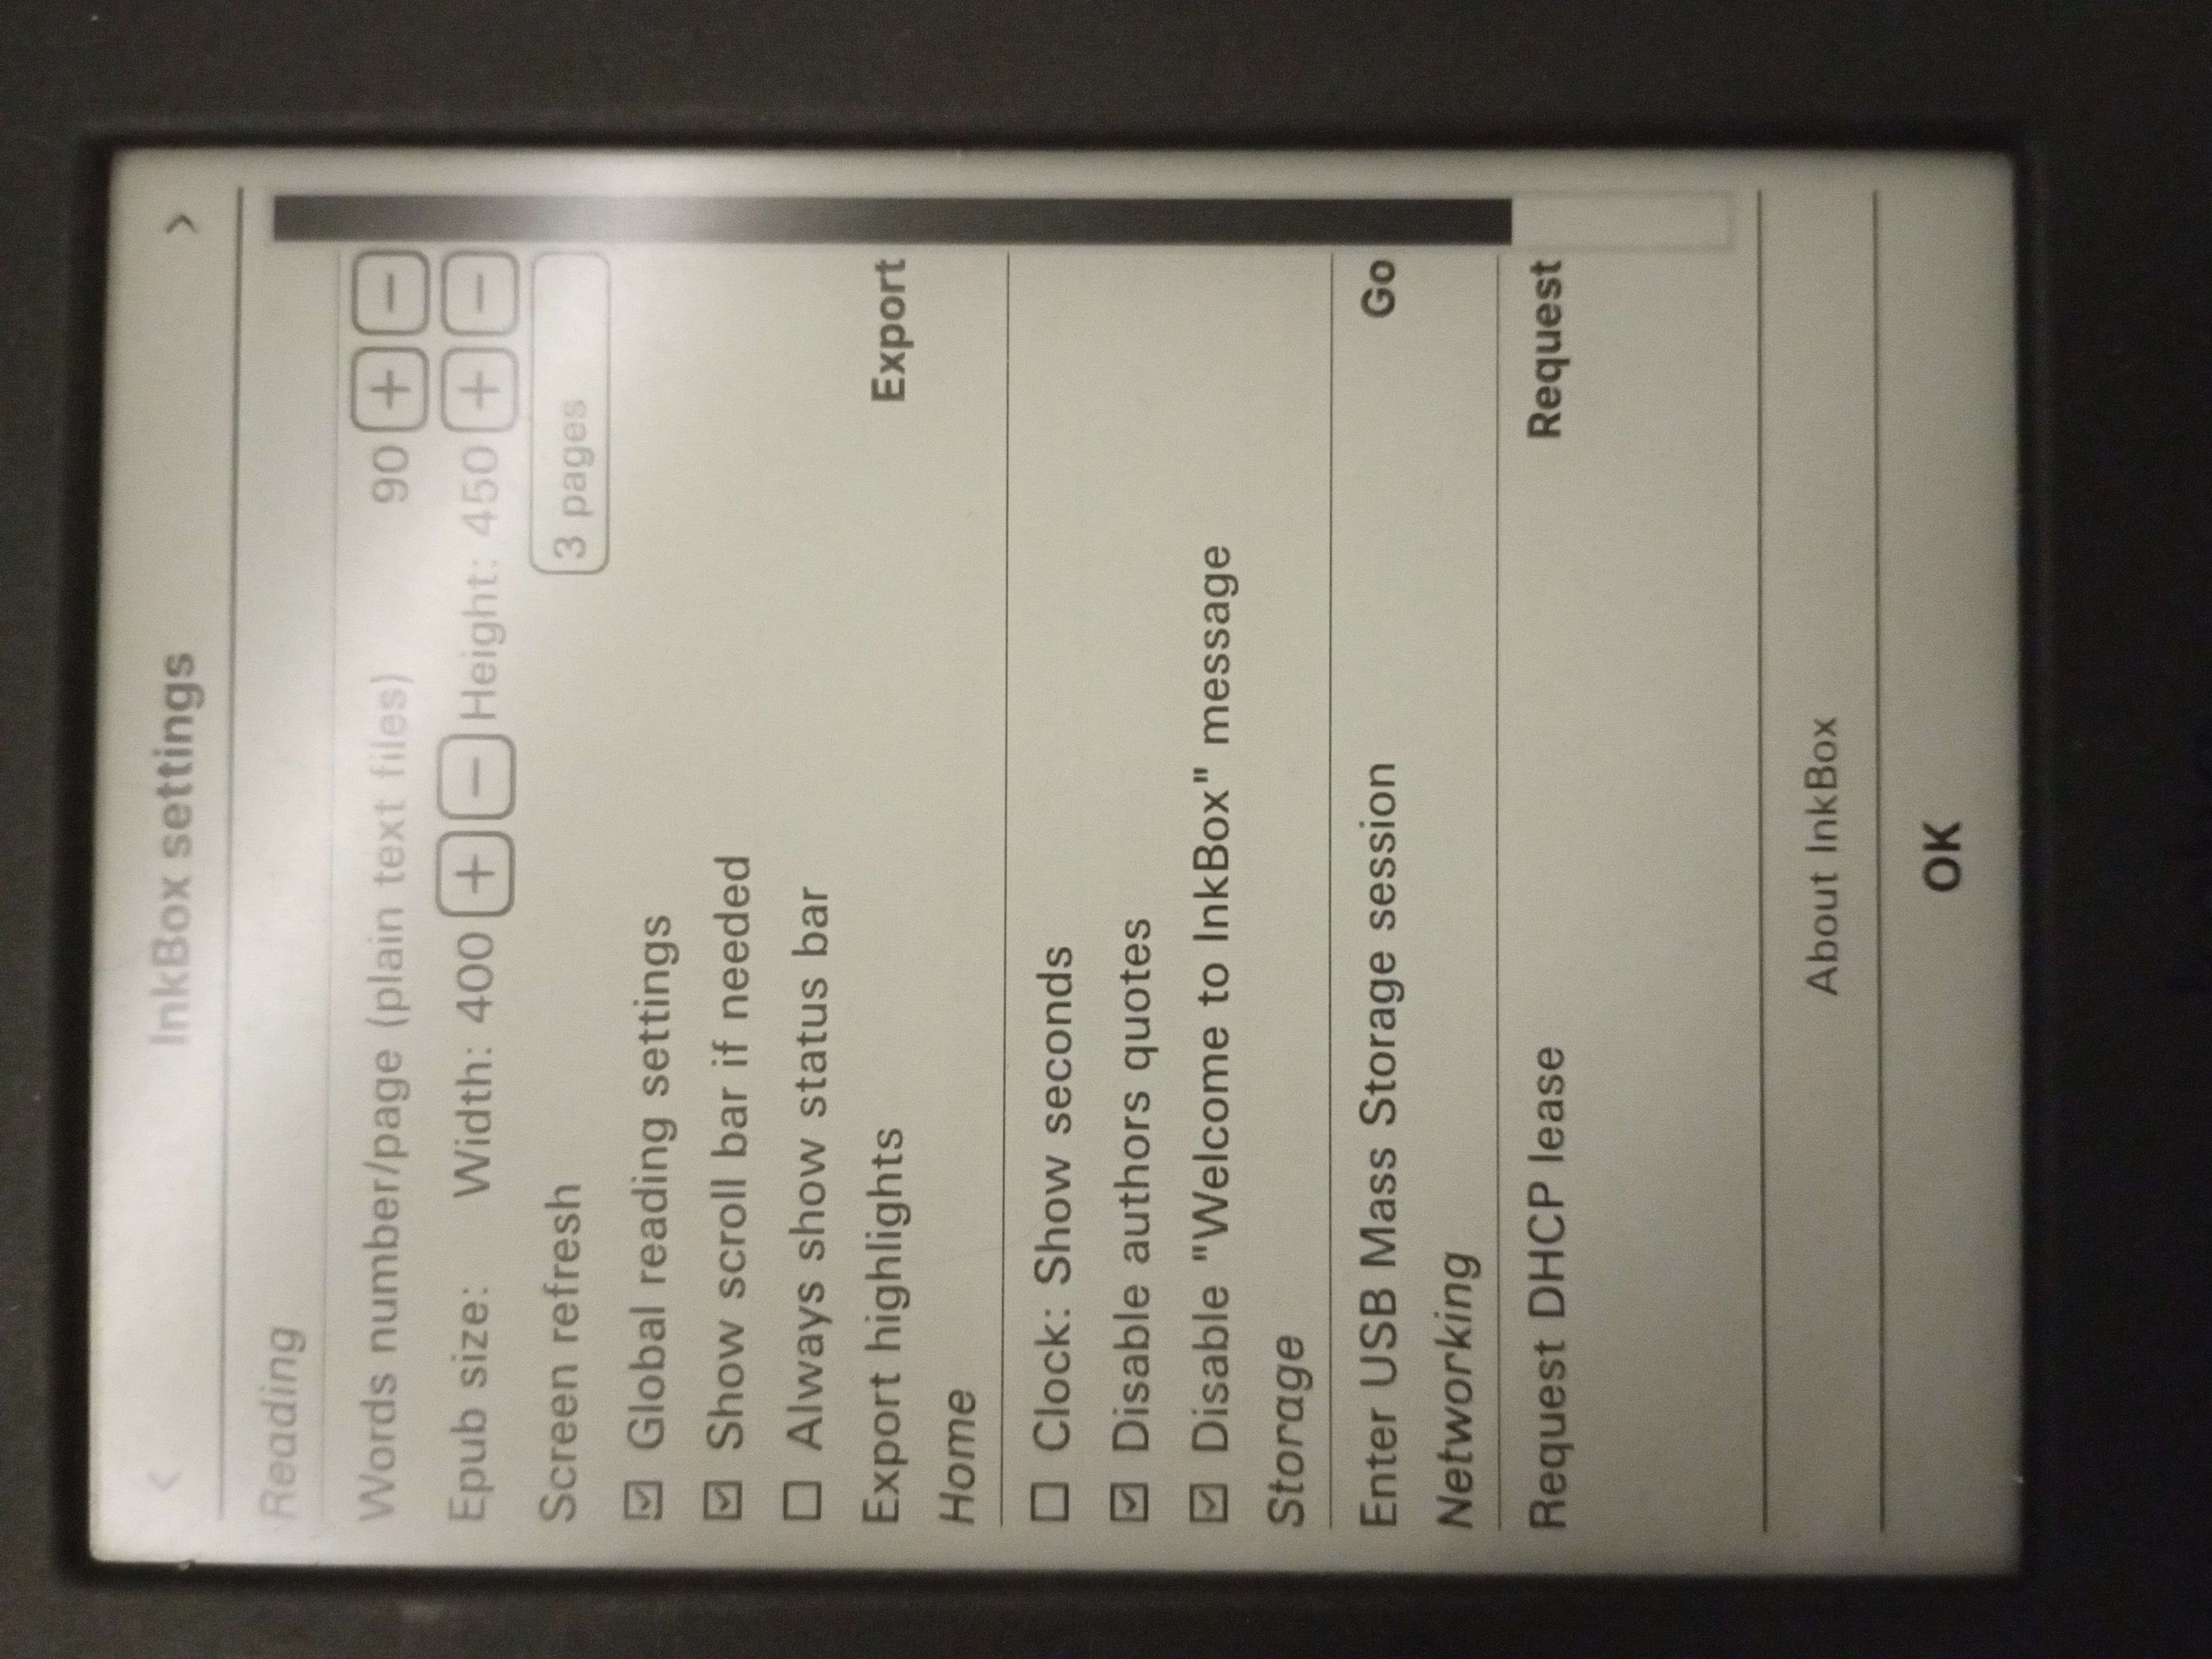 < InkBox settings >
Reading
Words number/page (plain text files) 90 + −
Epub size: Width: 400 + − Height: 450 + −
Screen refresh 3 pages
Global reading settings
Show scroll bar if needed
Always show status bar
Export highlights Export
Home
Clock: Show seconds
Disable authors quotes
Disable "Welcome to InkBox" message
Storage
Enter USB Mass Storage session Go
Networking
Request DHCP lease Request
About InkBox
OK